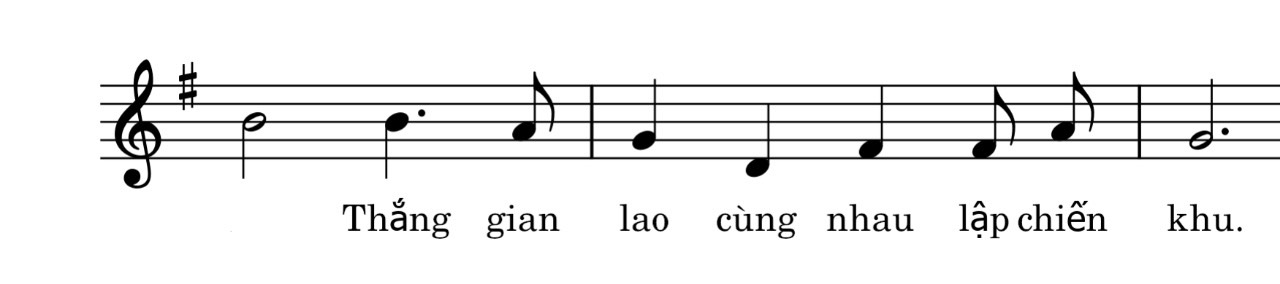 Thắng gian lao cùng nhau lập chiến khu.